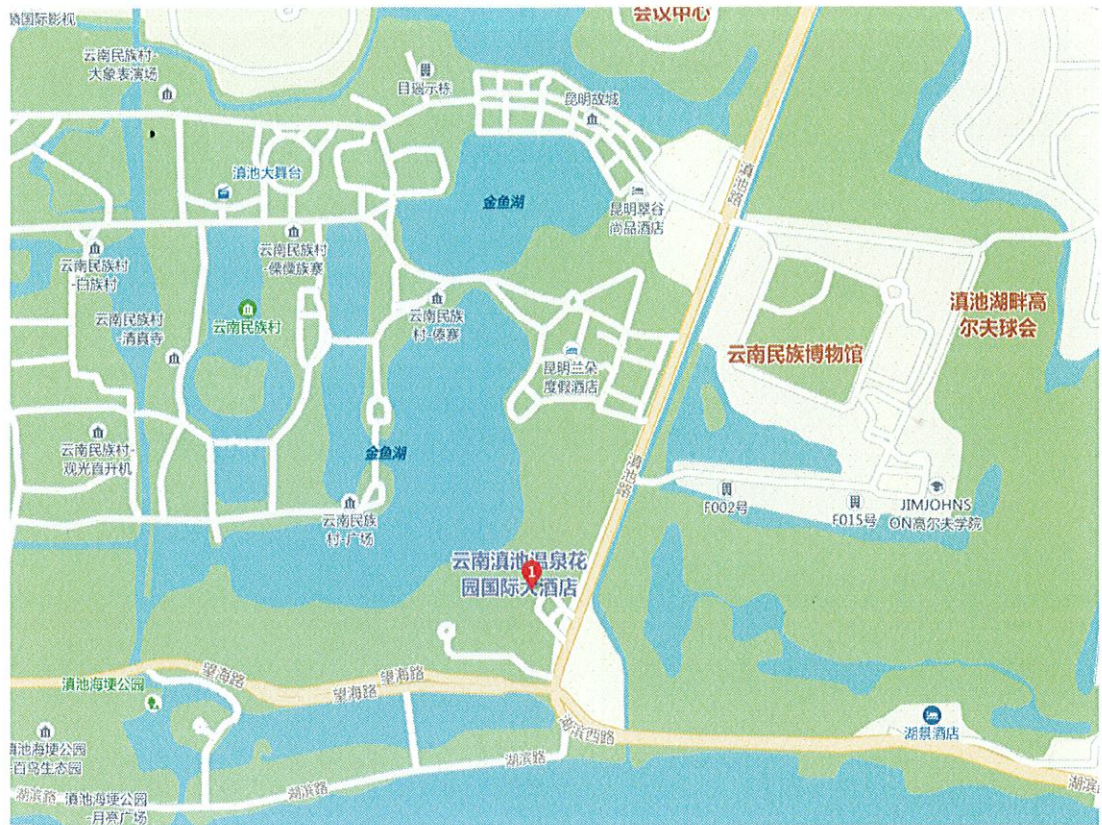 会议中心
云南民族村-
大象表演场
目瑙示栋
昆明故城
滇池大舞台
滇池路
金鱼湖
昆明翠谷
尚品酒店
云南民族村
-白族村
云南民族村
-傈僳族寨
云南民族村
云南民族
村-傣寨
云南民族村
-清真寺
滇池湖畔高
尔夫球会
云南民族博物馆
昆明兰朵
度假酒店
云南民族村-
观光直升机
金鱼湖
滇池路
云南民族
村-广场
F002号
F015号
JIMJOHNS
ON高尔夫学院
云南滇池温泉花
园国际大酒店
1
望海路
望海路
望海路
滇池海埂公园
滇池海埂公园
-百鸟生态园
湖滨西路
湖景酒店
湖滨路
湖滨路
湖滨路
滇池海埂公园
-月亮广场
湖滨